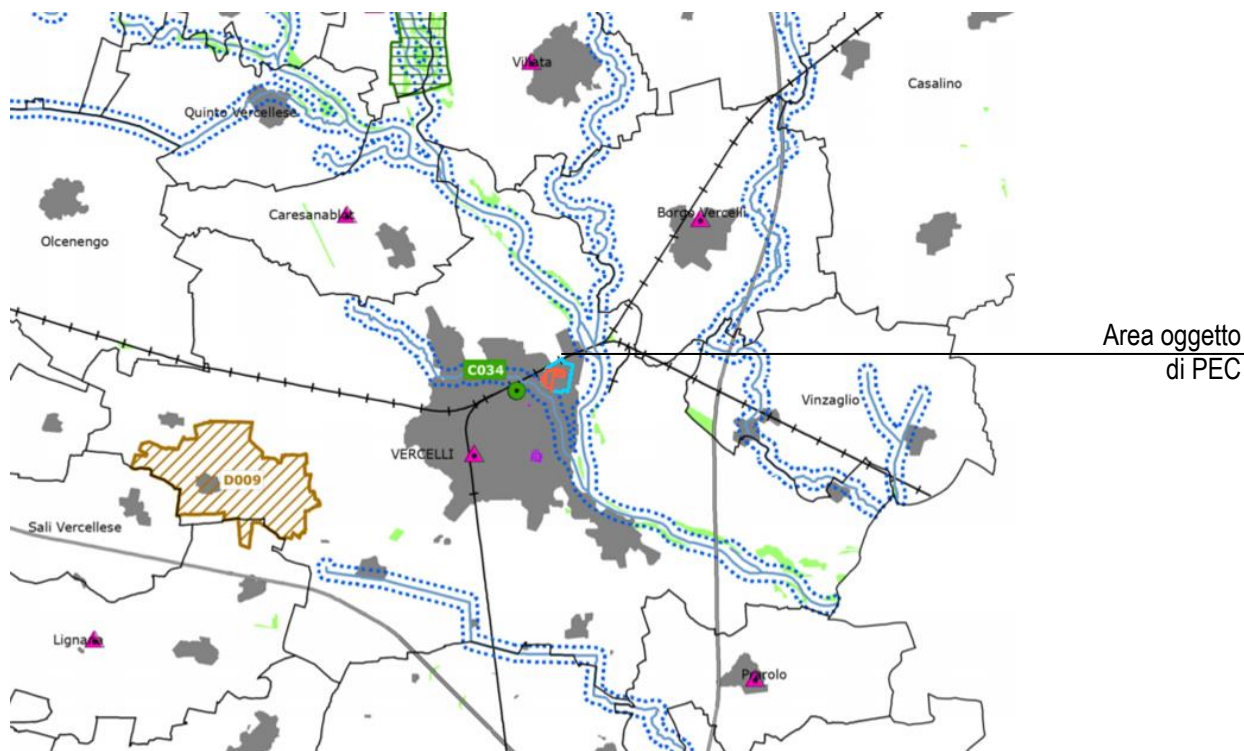 Villata
Casalino
Quinto Vercellese
Caresanablot
Borgo Vercelli
Olcenengo
Area oggetto
di PEC
C034
Vinzaglio
VERCELLI
D009
Sali Vercellese
Lignana
Prarolo